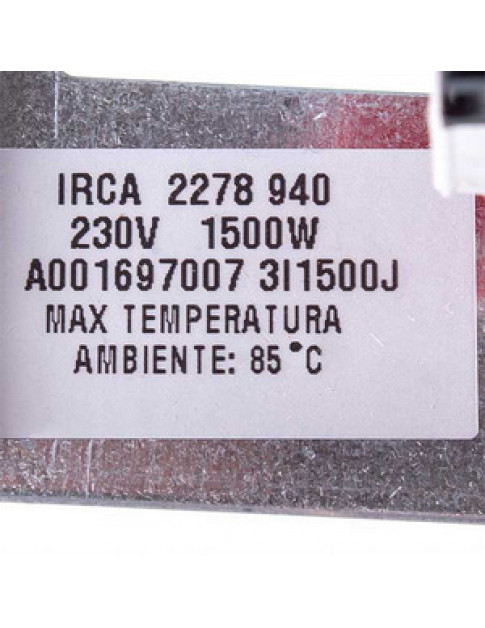 IRCA 2278 940
230V 1500W
A001697007 3I1500J
MAX TEMPERATURA
AMBIENTE: 85°C